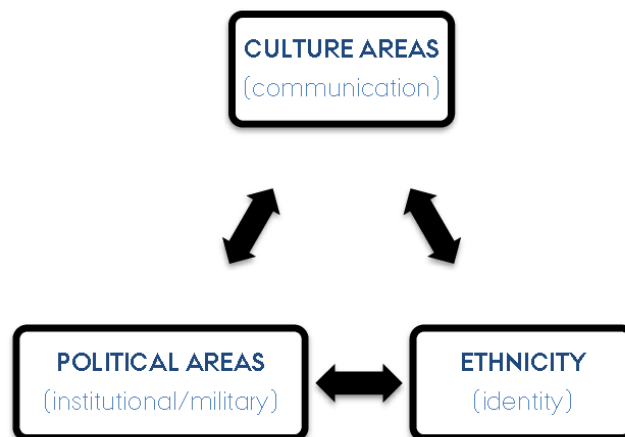 CULTURE AREAS
(communication)
POLITICAL AREAS
(institutional/military)
ETHNICITY
(identity)